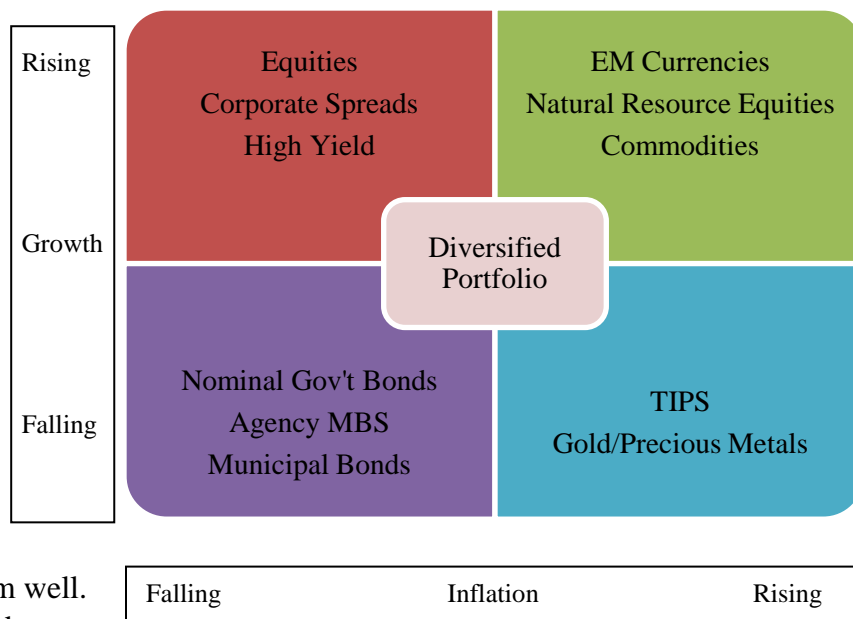 Rising
Growth
Falling
Equities
Corporate Spreads
High Yield
EM Currencies
Natural Resource Equities
Commodities
Diversified
Portfolio
Nominal Gov't Bonds
Agency MBS
Municipal Bonds
TIPS
Gold/Precious Metals
well.
Falling Inflation Rising